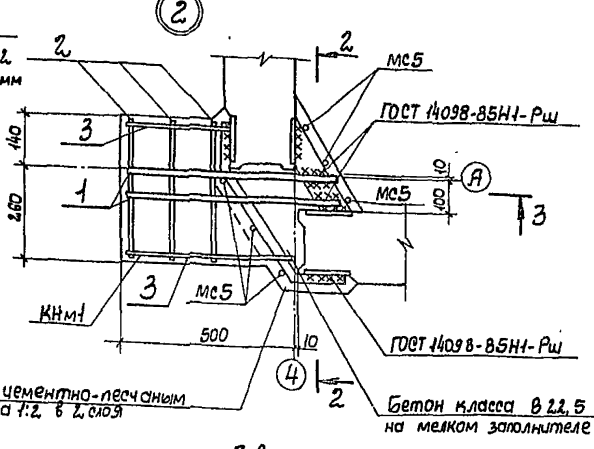 2
2
2
2
мм
мс5
3
ГОСТ 14098-85Н1-Рш
140
10
А
1
100
мс5
3
260
3
мс5
КНм1
500
10
ГОСТ 14098-85Н1-Рш
4
2
цементно-песчаным
а 1:2 в 2 слоя
Бетон класса В 22,5
на мелком заполнителе